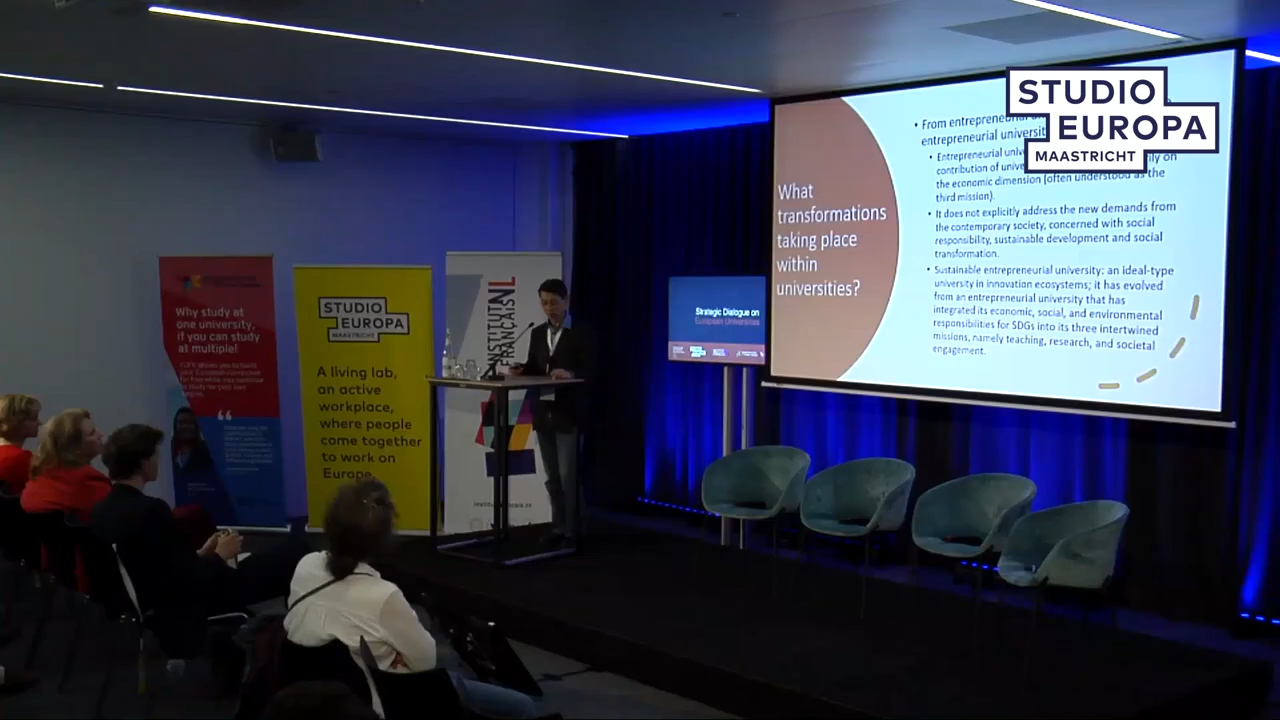 STUDIO
EUROPA
MAASTRICHT
What
transformations
taking place
within
universities?
• From entrepreneurial
entrepreneurial
• Entrepreneurial
contribution of
on
the economic dimension (often understood as the
third mission).
• It does not explicitly address the new demands from
the contemporary society, concerned with social
responsibility, sustainable development and social
transformation.
• Sustainable entrepreneurial university: an ideal-type
university in innovation ecosystems; it has evolved
from an entrepreneurial university that has
integrated its economic, social, and environmental
responsibilities for SDGs into its three intertwined
missions, namely teaching, research, and societal
engagement.
Strategic Dialogue on
European Universities
Why study at
one university,
if you can study
at multiple!
STUDIO
EUROPA
MAASTRICHT
A living lab,
an active
workplace,
where people
come together
to work on
Europe
INSTITUT
FRANÇAIS
NL